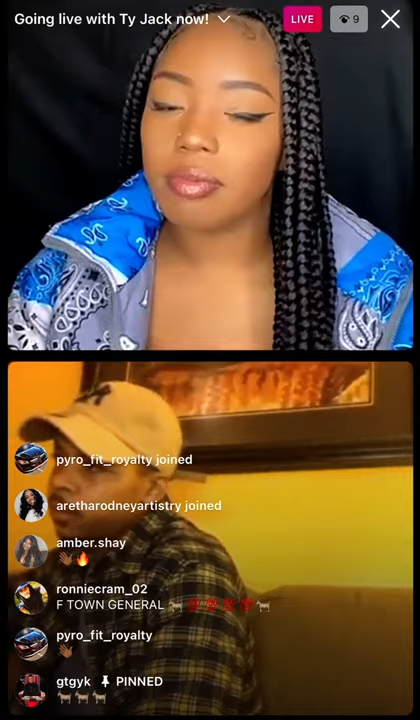 Going live with Ty Jack now!
LIVE
9
pyro_fit_royalty joined
aretharodneyartistry joined
amber.shay
👋🏾🔥
ronniecram_02
F TOWN GENERAL 🐐 💯💯💯💯🐐
pyro_fit_royalty
👋🏾
gtgyk PINNED
🐐🐐🐐